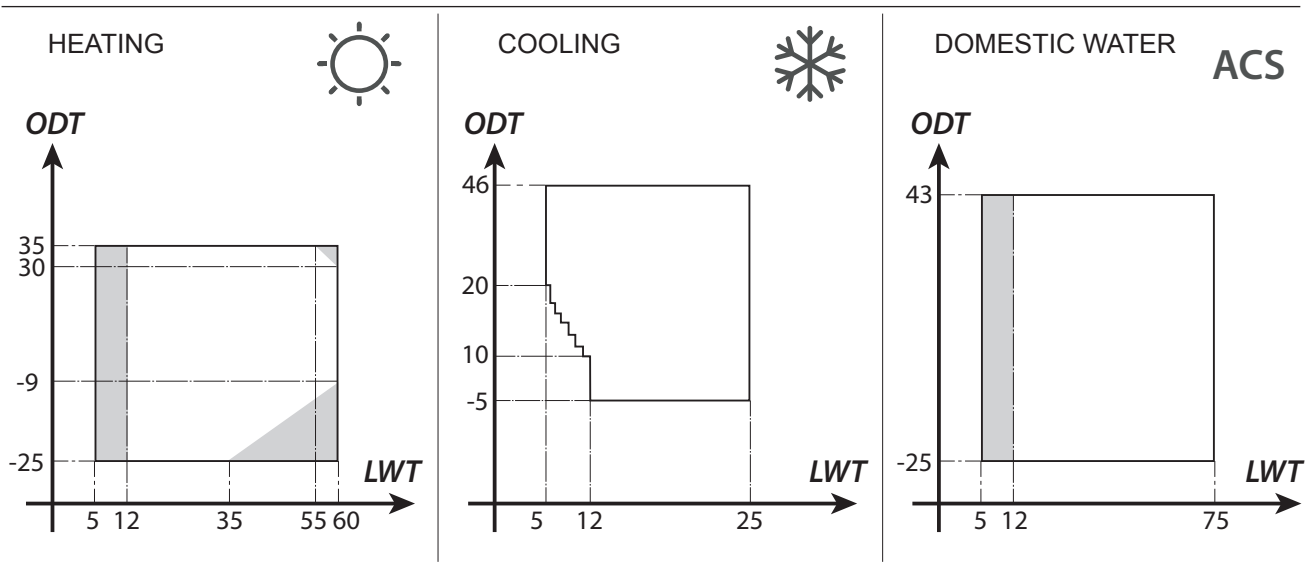 HEATING
ODT
35
30
-9
-25
LWT
5 12 35 55 60
COOLING
ODT
46
20
10
-5
LWT
5 12 25
DOMESTIC WATER
ACS
ODT
43
-25
LWT
5 12 75